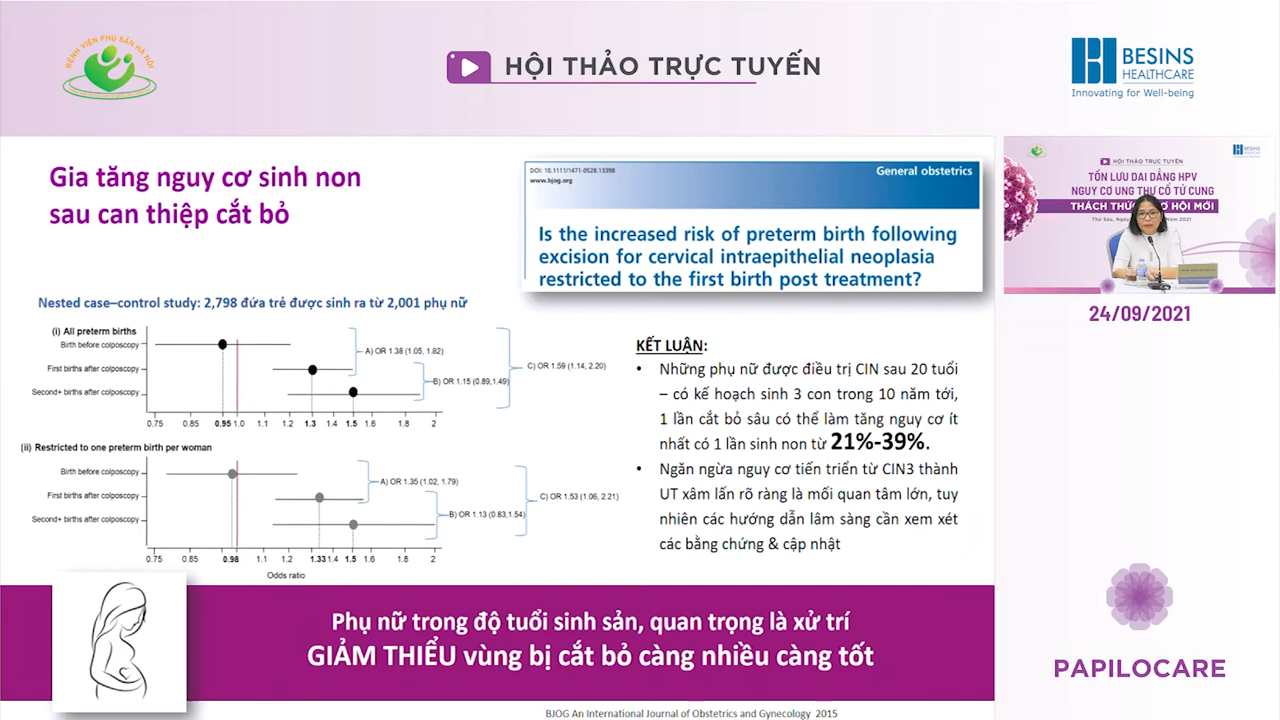 BỆNH VIỆN PHỤ SẢN HÀ NỘI
HỘI THẢO TRỰC TUYẾN
BESINS
HEALTHCARE
Innovating for Well-being
Gia tăng nguy cơ sinh non
sau can thiệp cắt bỏ
DOI: 10.1111/1471-0528.13398
www.bjog.org
General obstetrics
Is the increased risk of preterm birth following
excision for cervical intraepithelial neoplasia
restricted to the first birth post treatment?
Nested case–control study: 2,798 đứa trẻ được sinh ra từ 2,001 phụ nữ
(i) All preterm births
Birth before colposcopy
First births after colposcopy
Second+ births after colposcopy
A) OR 1.38 (1.05, 1.82)
B) OR 1.15 (0.89,1.49)
C) OR 1.59 (1.14, 2.20)
0.75 0.85 0.95 1.0 1.1 1.2 1.3 1.5 1.6 1.8 2
(ii) Restricted to one preterm birth per woman
Birth before colposcopy
First births after colposcopy
Second+ births after colposcopy
A) OR 1.35 (1.02, 1.79)
B) OR 1.13 (0.83,1.54)
C) OR 1.53 (1.06, 2.21)
0.75 0.85 0.98 1.1 1.2 1.33 1.5 1.6 1.8 2
Odds ratio
KẾT LUẬN:
• Những phụ nữ được điều trị CIN sau 20 tuổi
– có kế hoạch sinh 3 con trong 10 năm tới,
1 lần cắt bỏ sâu có thể làm tăng nguy cơ ít
nhất có 1 lần sinh non từ 21%-39%.
• Ngăn ngừa nguy cơ tiến triển từ CIN3 thành
UT xâm lấn rõ ràng là mối quan tâm lớn, tuy
nhiên các hướng dẫn lâm sàng cần xem xét
các bằng chứng & cập nhật
Phụ nữ trong độ tuổi sinh sản, quan trọng là xử trí
GIẢM THIỂU vùng bị cắt bỏ càng nhiều càng tốt
BJOG An International Journal of Obstetrics and Gynecology 2015
HỘI THẢO TRỰC TUYẾN
BESINS
TỒN LƯU DAI DẲNG HPV
NGUY CƠ UNG THƯ CỔ TỬ CUNG
HỘI MỚI
2021
24/09/2021
PAPILOCARE